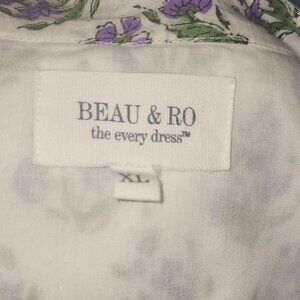 BEAU & RO
the every dress™
XL